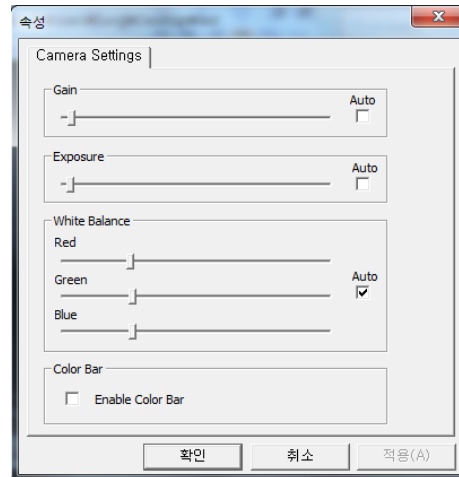 속성
Camera Settings
Gain
Auto
Exposure
Auto
White Balance
Red
Green
Auto
Blue
Color Bar
Enable Color Bar
확인 취소 적용(A)